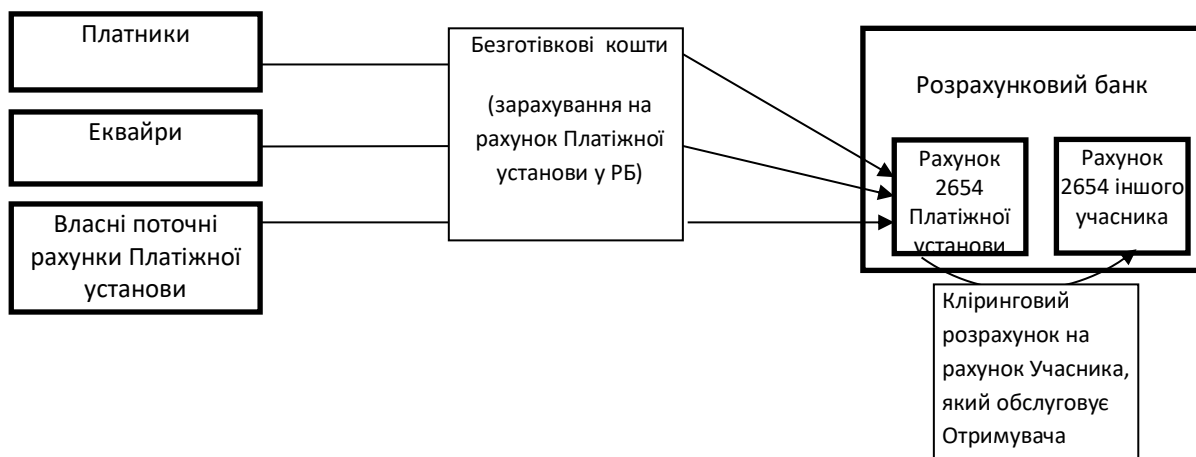 Платники
Еквайри
Власні поточні
рахунки Платіжної
установи
Безготівкові кошти
(зарахування на
рахунок Платіжної
установи у РБ)
Розрахунковий банк
Рахунок
2654
Платіжної
установи
Рахунок
2654 іншого
учасника
Кліринговий
розрахунок на
рахунок Учасника,
який обслуговує
Отримувача